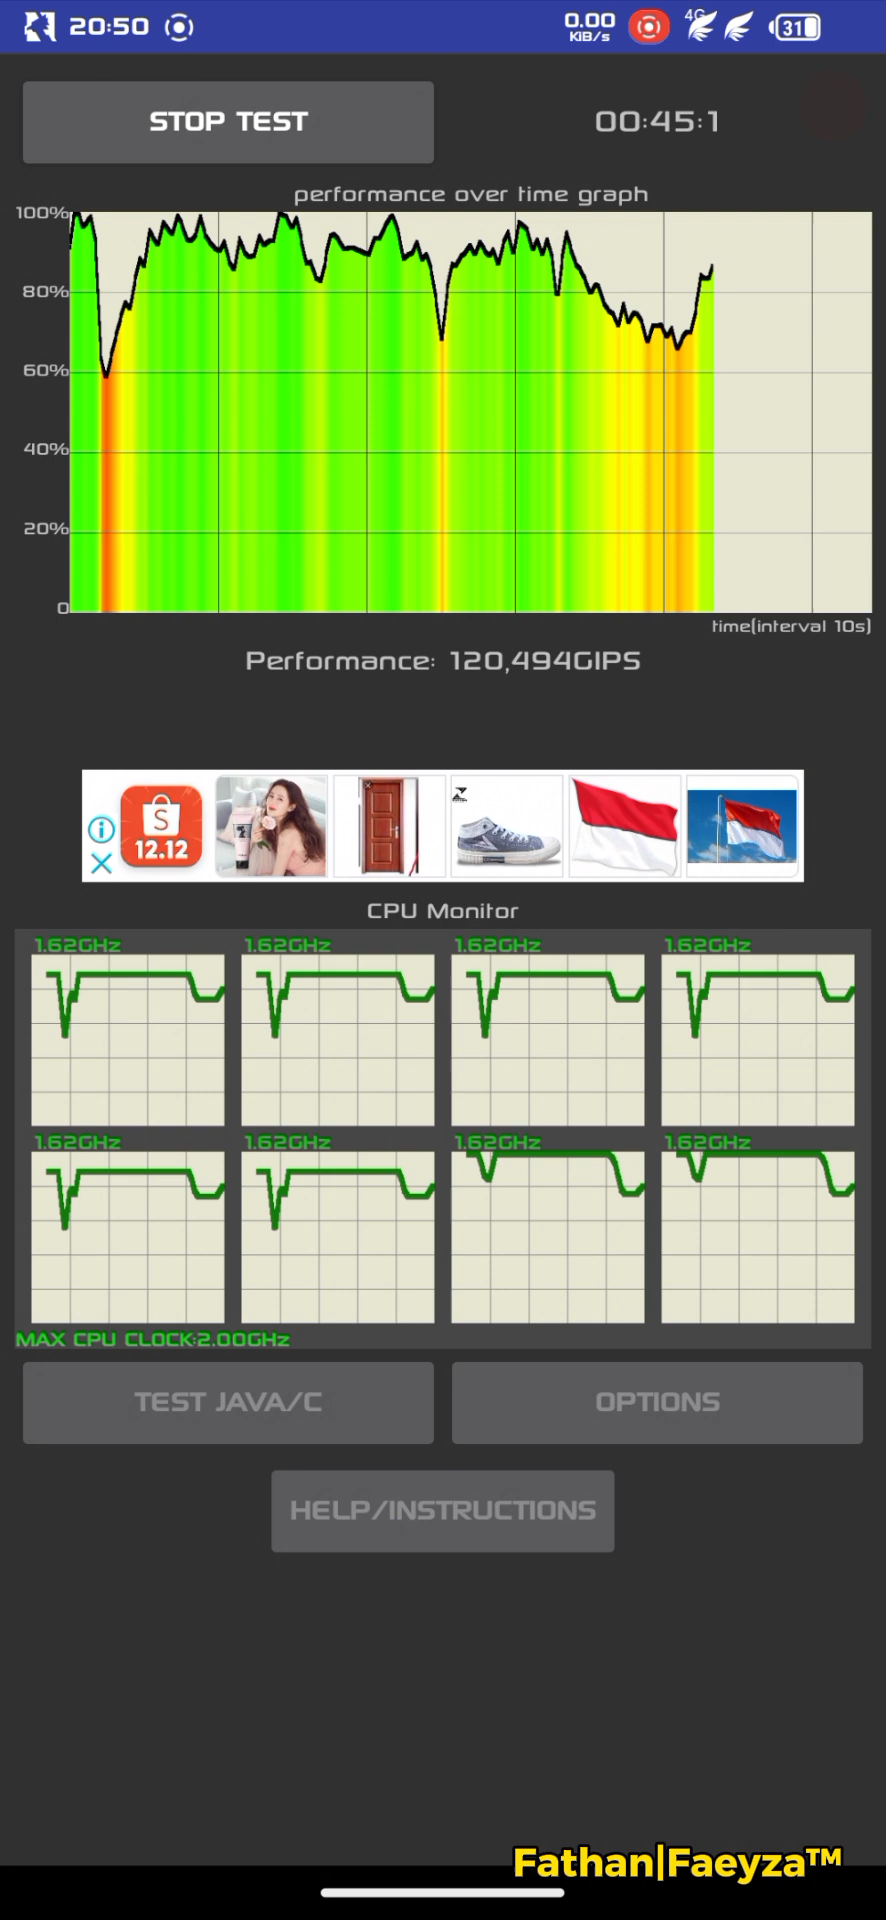 20:50
0.00
KiB/s
4G
31
STOP TEST
00:45:1
performance over time graph
100%
80%
60%
40%
20%
0
time(interval 10s)
Performance: 120,494GIPS
S
12.12
CPU Monitor
1.62GHz 1.62GHz 1.62GHz 1.62GHz
1.62GHz 1.62GHz 1.62GHz 1.62GHz
MAX CPU CLOCK:2.00GHz
TEST JAVA/C
OPTIONS
HELP/INSTRUCTIONS
Fathan|Faeyza™